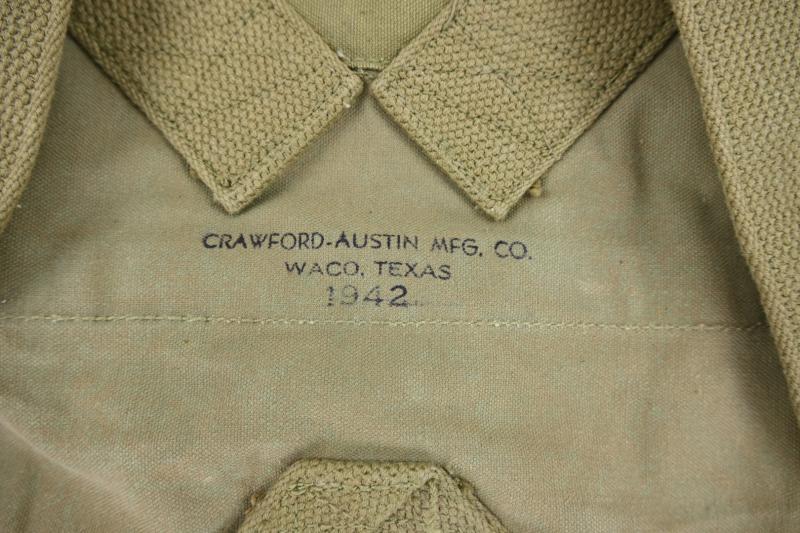 CRAWFORD-AUSTIN MFG. CO.
WACO, TEXAS
1942